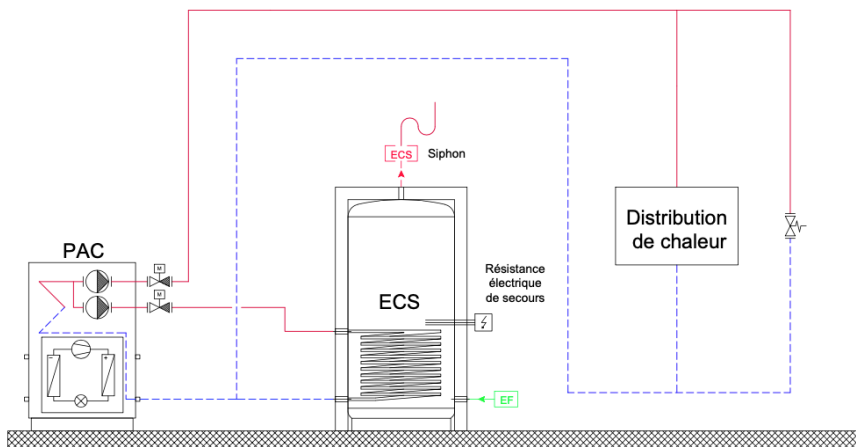 ECS
Siphon
Distribution
de chaleur
PAC
M
M
Résistance
électrique
de secours
ECS
EF